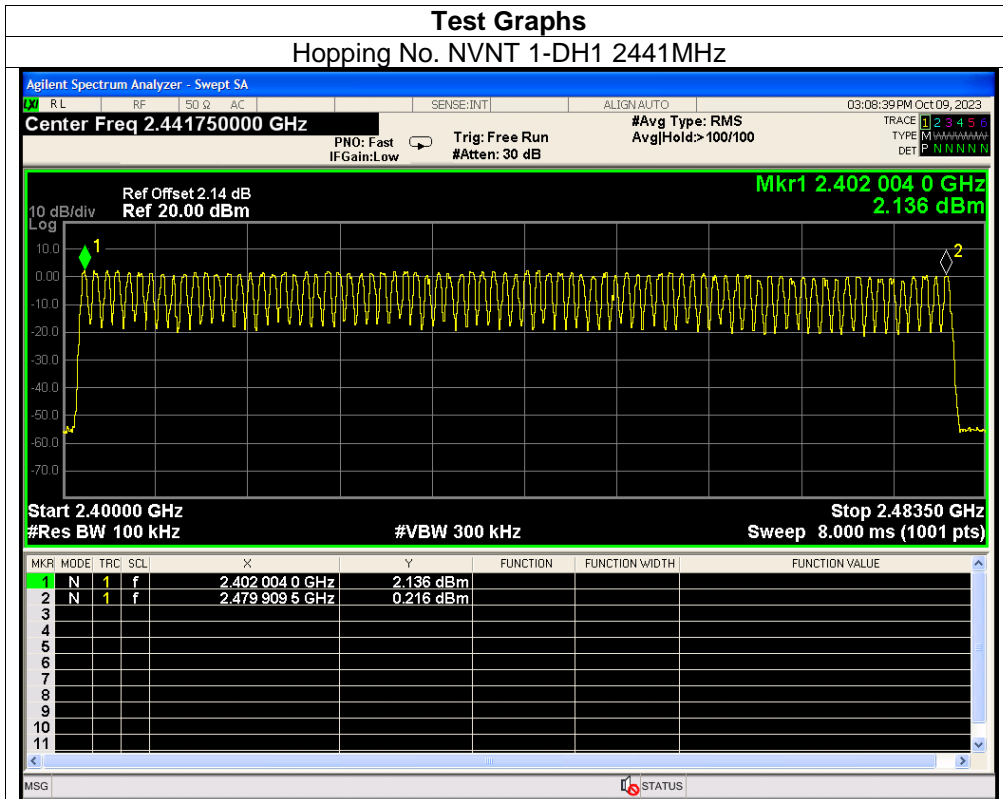 Test Graphs
Hopping No. NVNT 1-DH1 2441MHz
Agilent Spectrum Analyzer - Swept SA
LXI RL RF 50 Ω AC SENSE:INT ALIGN AUTO 03:08:39 PM Oct 09, 2023
Center Freq 2.441750000 GHz #Avg Type: RMS TRACE 1 2 3 4 5 6
PNO: Fast Trig: Free Run Avg|Hold:>100/100 TYPE M
IFGain:Low #Atten: 30 dB DET P N N N N N
Mkr1 2.402 004 0 GHz
Ref Offset 2.14 dB 2.136 dBm
10 dB/div Ref 20.00 dBm
Log
10.0
1
2
0.00
-10.0
-20.0
-30.0
-40.0
-50.0
-60.0
-70.0
Start 2.40000 GHz Stop 2.48350 GHz
#Res BW 100 kHz #VBW 300 kHz Sweep 8.000 ms (1001 pts)
MKR MODE TRC SCL X Y FUNCTION FUNCTION WIDTH FUNCTION VALUE
1 N 1 f 2.402 004 0 GHz 2.136 dBm
2 N 1 f 2.479 909 5 GHz 0.216 dBm
3
4
5
6
7
8
9
10
11
MSG STATUS